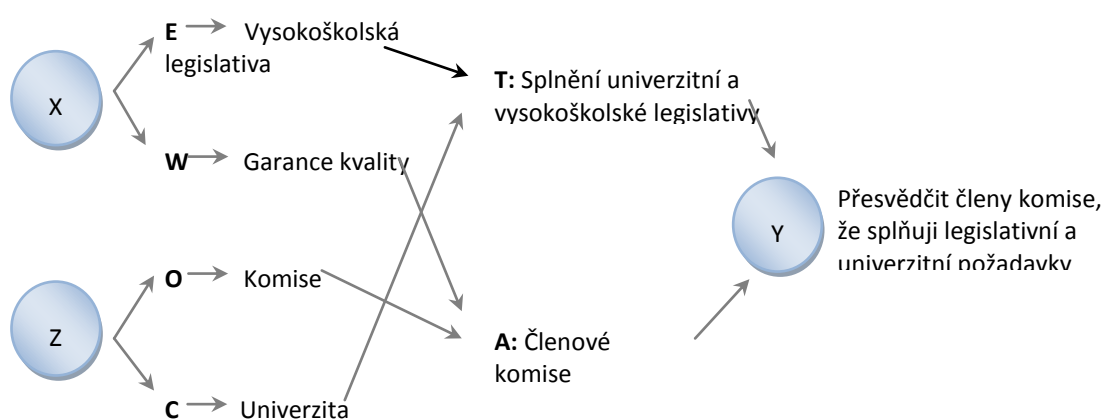 E Vysokoškolská
legislativa
X
W Garance kvality
T: Splnění univerzitní a
vysokoškolské legislativy
Y
Přesvědčit členy komise,
že splňuji legislativní a
univerzitní požadavky
O Komise
Z
C Univerzita
A: Členové
komise